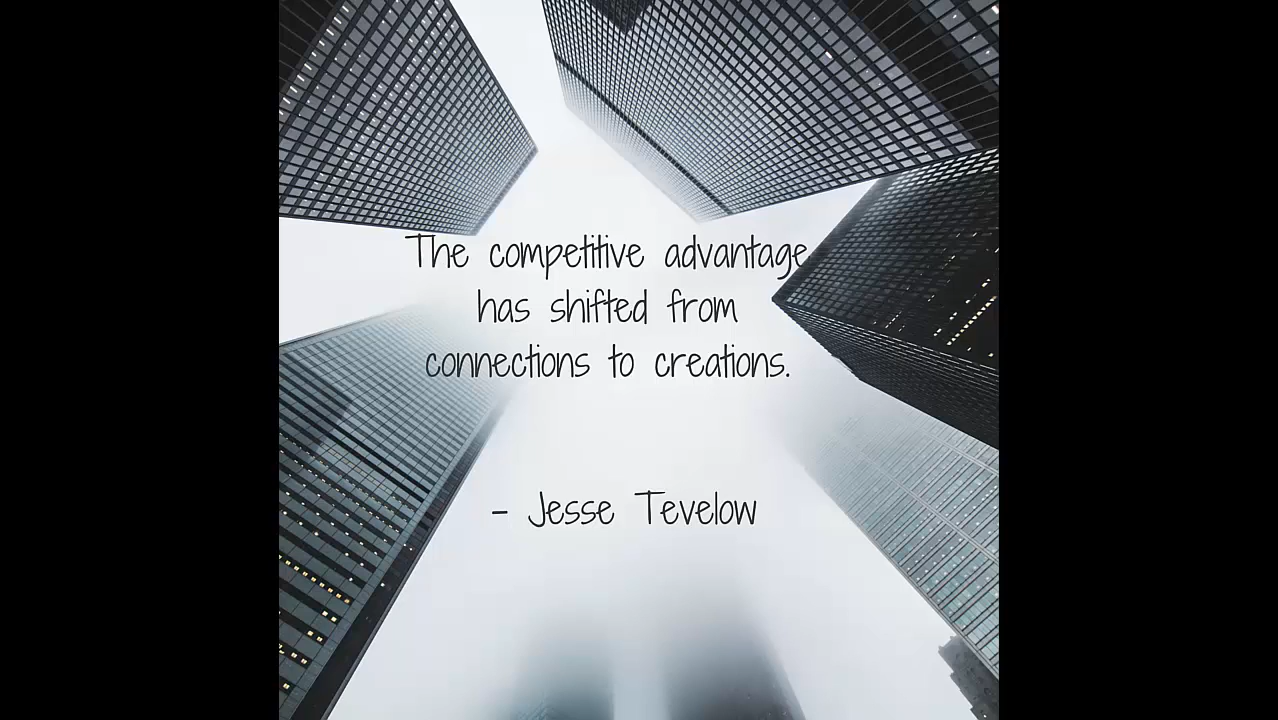 The competitive advantage
has shifted from
connections to creations.
- Jesse Tevelow